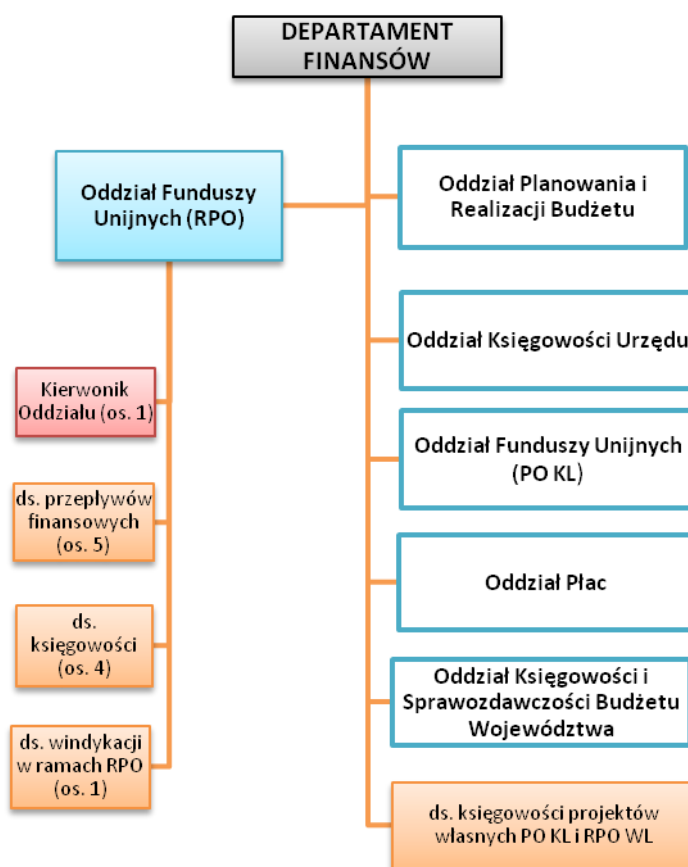 DEPARTAMENT
FINANSÓW
Oddział Funduszy
Unijnych (RPO)
Kierwonik
Oddziału (os. 1)
ds. przepływów
finansowych
(os. 5)
ds.
księgowości
(os. 4)
ds. windykacji
w ramach RPO
(os. 1)
Oddział Planowania i
Realizacji Budżetu
Oddział Księgowości Urzędu
Oddział Funduszy Unijnych
(PO KL)
Oddział Płac
Oddział Księgowości i
Sprawozdawczości Budżetu
Województwa
ds. księgowości projektów
własnych PO KL i RPO WL